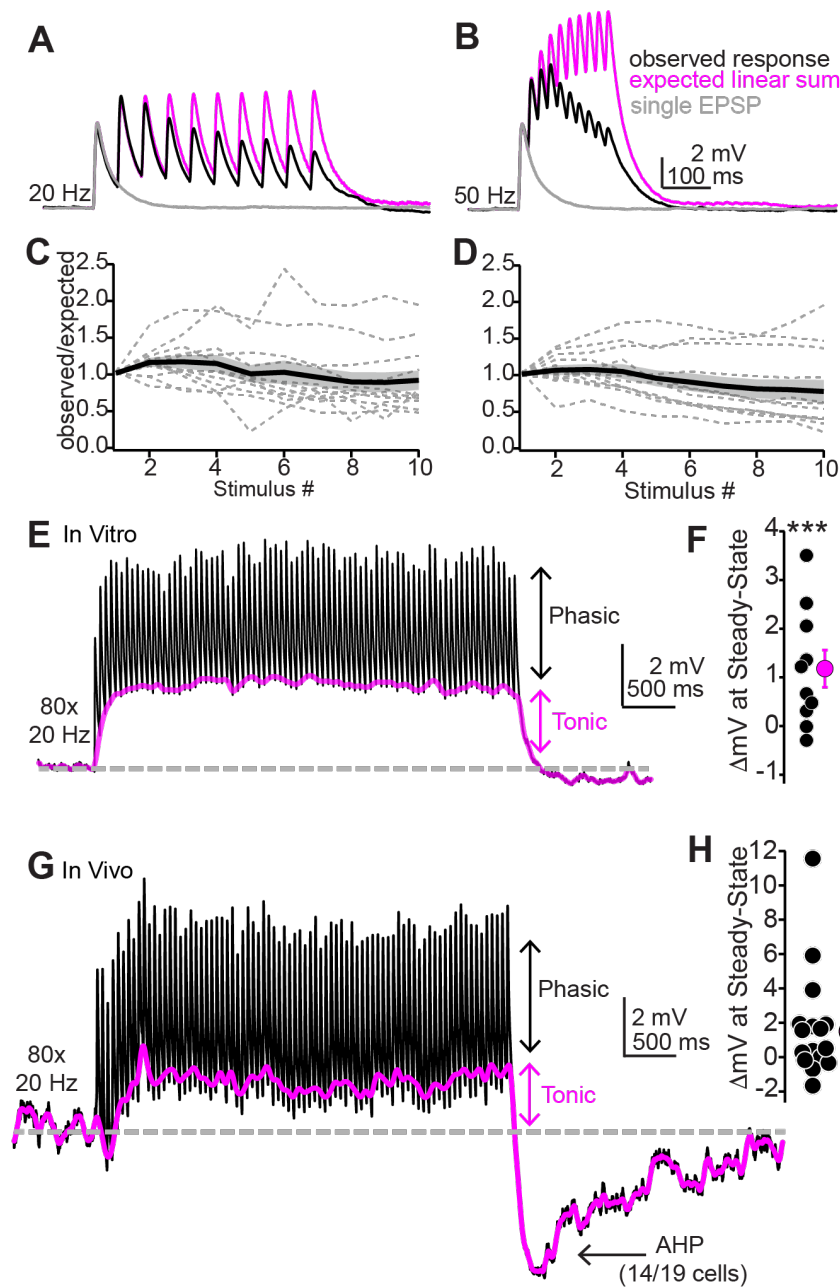 A
B
observed response
expected linear sum
single EPSP
20 Hz
50 Hz
2 mV
100 ms
C
2.5
2.0
1.5
1.0
0.5
0.0
observed/expected
2
4
6
8
10
Stimulus #
D
2.5
2.0
1.5
1.0
0.5
0.0
2
4
6
8
10
Stimulus #
E In Vitro
Phasic
Tonic
2 mV
500 ms
80x
20 Hz
F
4
3
2
1
0
-1
***
ΔmV at Steady-State
G In Vivo
Phasic
Tonic
2 mV
500 ms
80x
20 Hz
AHP
(14/19 cells)
H
12
10
8
6
4
2
0
-2
ΔmV at Steady-State